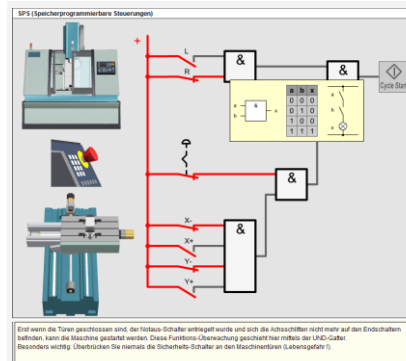 SPS (Speicherprogrammierbare Steuerungen)
+
L
R
&
&
Cycle Start
a
b
&
x
a b x
0 0 0
0 1 0
1 0 0
1 1 1
a
b
x
&
X-
X+
Y-
Y+
&
Erst wenn die Türen geschlossen sind, der Notaus-Schalter entriegelt wurde und sich die Achsschlitten nicht mehr auf den Endschaltern
befinden, kann die Maschine gestartet werden. Diese Funktions-Überwachung geschieht hier mittels der UND-Gatter.
Besonders wichtig: Überbrücken Sie niemals die Sicherheits-Schalter an den Maschinentüren (Lebensgefahr!).